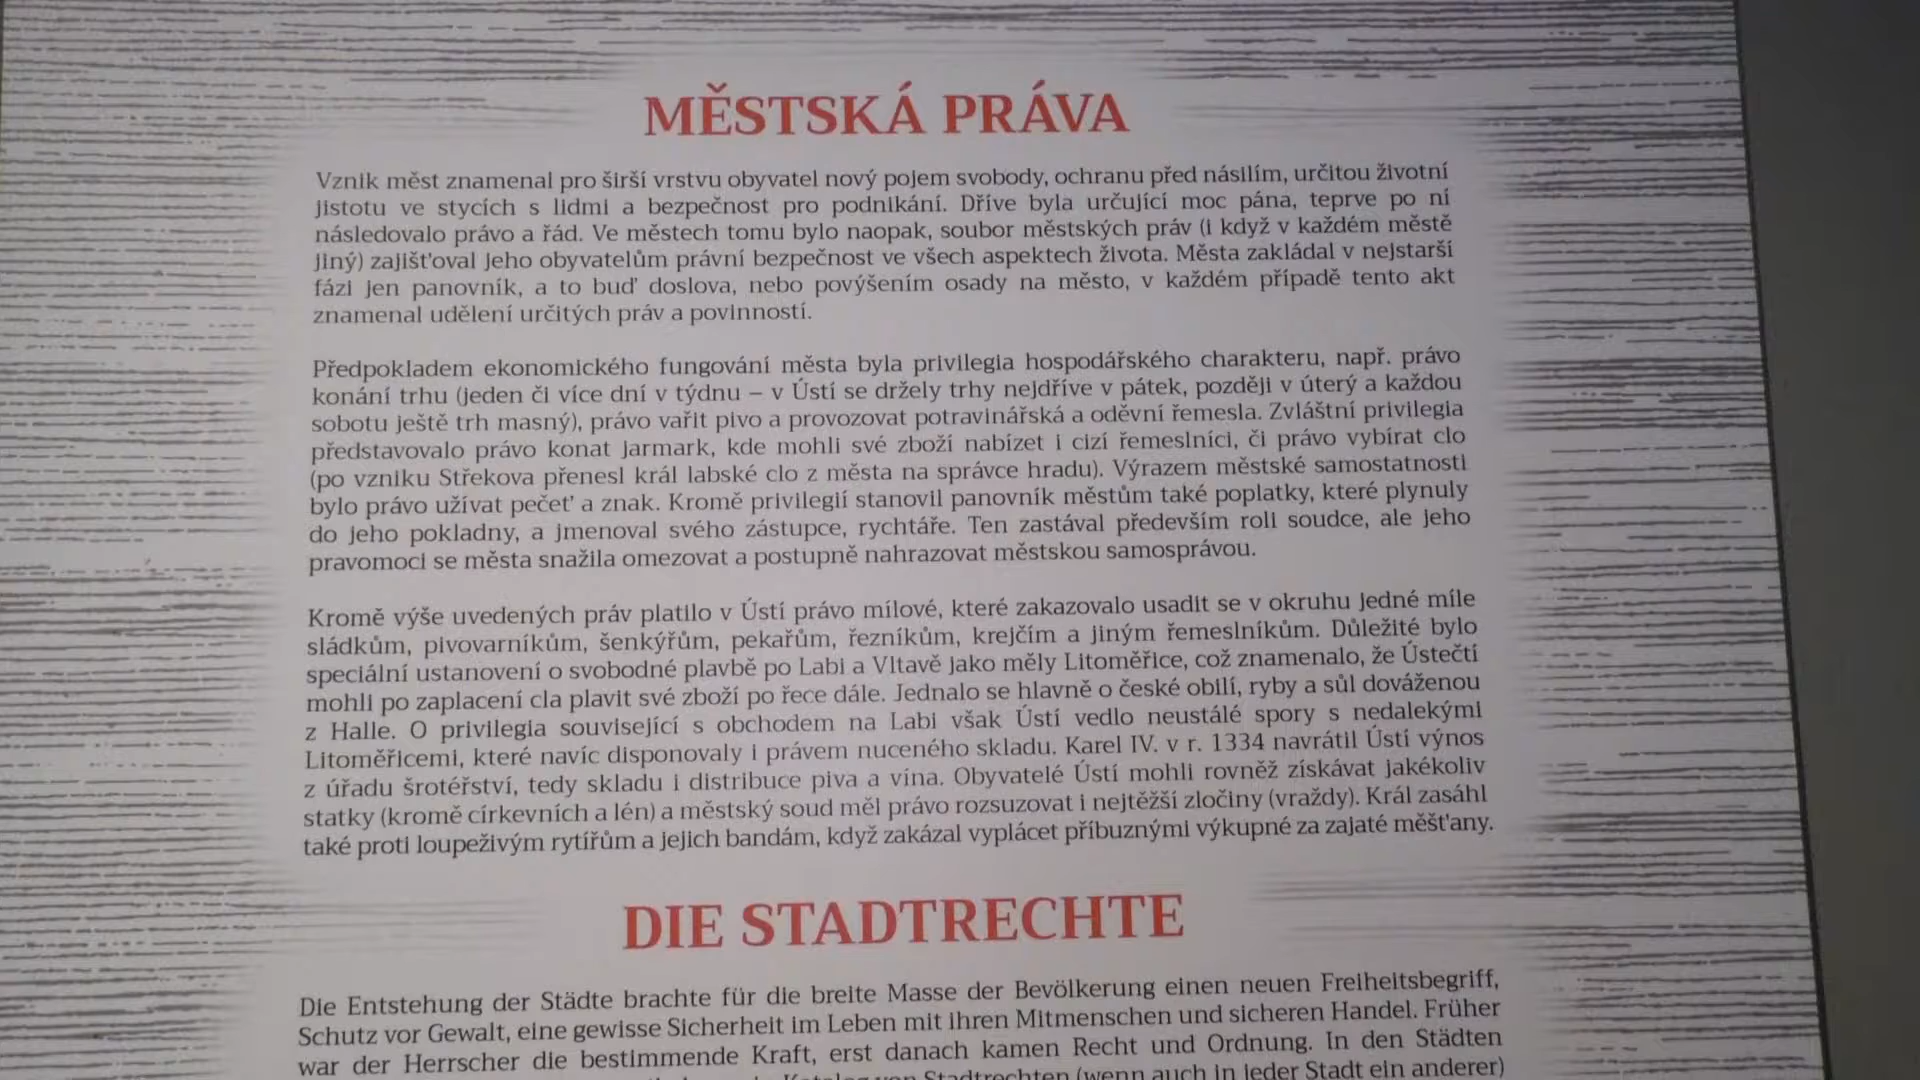 MĚSTSKÁ PRÁVA
Vznik měst znamenal pro širší vrstvu obyvatel nový pojem svobody, ochranu před násilím, určitou životní
jistotu ve stycích s lidmi a bezpečnost pro podnikání. Dříve byla určující moc pána, teprve po ní
následovalo právo a řád. Ve městech tomu bylo naopak, soubor městských práv (i když v každém městě
jiný) zajišťoval jeho obyvatelům právní bezpečnost ve všech aspektech života. Města zakládal v nejstarší
fázi jen panovník, a to buď doslova, nebo povýšením osady na město, v každém případě tento akt
znamenal udělení určitých práv a povinností.
Předpokladem ekonomického fungování města byla privilegia hospodářského charakteru, např. právo
konání trhu (jeden či více dní v týdnu – v Ústí se držely trhy nejdříve v pátek, později v úterý a každou
sobotu ještě trh masný), právo vařit pivo a provozovat potravinářská a oděvní řemesla. Zvláštní privilegia
představovalo právo konat jarmark, kde mohli své zboží nabízet i cizí řemeslníci, či právo vybírat clo
(po vzniku Střekova přenesl král labské clo z města na správce hradu). Výrazem městské samostatnosti
bylo právo užívat pečeť a znak. Kromě privilegií stanovil panovník městům také poplatky, které plynuly
do jeho pokladny, a jmenoval svého zástupce, rychtáře. Ten zastával především roli soudce, ale jeho
pravomoci se města snažila omezovat a postupně nahrazovat městskou samosprávou.
Kromě výše uvedených práv platilo v Ústí právo mílové, které zakazovalo usadit se v okruhu jedné míle
sládkům, pivovarníkům, šenkýřům, pekařům, řezníkům, krejčím a jiným řemeslníkům. Důležité bylo
speciální ustanovení o svobodné plavbě po Labi a Vltavě jako měly Litoměřice, což znamenalo, že Ústečtí
mohli po zaplacení cla plavit své zboží po řece dále. Jednalo se hlavně o české obilí, ryby a sůl dováženou
z Halle. O privilegia související s obchodem na Labi však Ústí vedlo neustálé spory s nedalekými
Litoměřicemi, které navíc disponovaly i právem nuceného skladu. Karel IV. v r. 1334 navrátil Ústí výnos
z úřadu šrotéřství, tedy skladu i distribuce piva a vína. Obyvatelé Ústí mohli rovněž získávat jakékoliv
statky (kromě církevních a lén) a městský soud měl právo rozsuzovat i nejtěžší zločiny (vraždy). Král zasáhl
také proti loupeživým rytířům a jejich bandám, když zakázal vyplácet příbuznými výkupné za zajaté měšťany.
DIE STADTRECHTE
Die Entstehung der Städte brachte für die breite Masse der Bevölkerung einen neuen Freiheitsbegriff,
Schutz vor Gewalt, eine gewisse Sicherheit im Leben mit ihren Mitmenschen und sicheren Handel. Früher
war der Herrscher die bestimmende Kraft, erst danach kamen Recht und Ordnung. In den Städten
Katalog von Stadtrechten (wenn auch in jeder Stadt ein anderer)